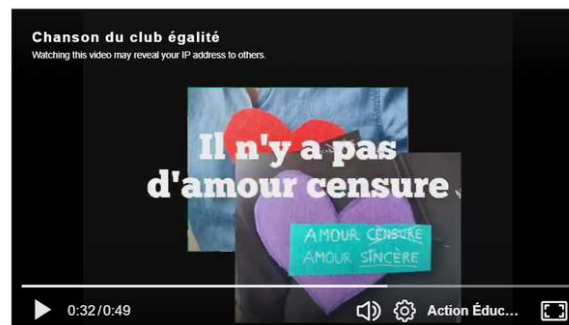 Chanson du club égalité
Watching this video may reveal your IP address to others.
Il n'y a pas
d'amour censure
AMOUR CENSURE
AMOUR SINCÈRE
0:32/0:49
Action Éduc...